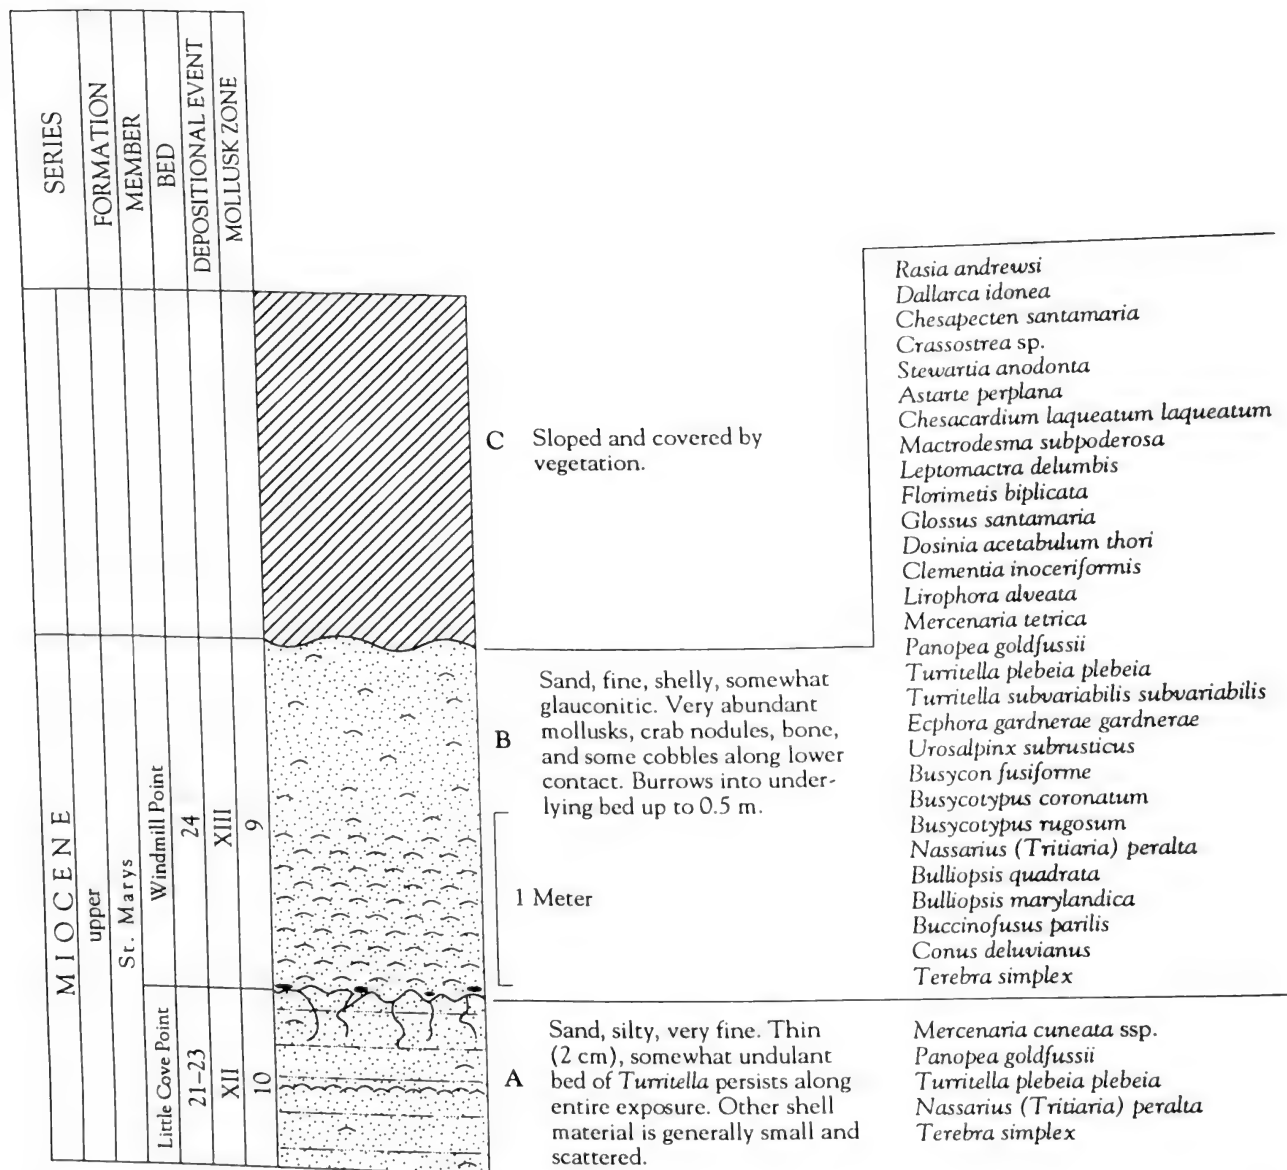 SERIES
FORMATION
MEMBER
BED
DEPOSITIONAL EVENT
MOLLUSK ZONE
MIOCENE
upper
St. Marys
Windmill Point
24
XIII
9
Little Cove Point
21–23
XII
10
C Sloped and covered by
vegetation.
B
Sand, fine, shelly, somewhat
glauconitic. Very abundant
mollusks, crab nodules, bone,
and some cobbles along lower
contact. Burrows into under-
lying bed up to 0.5 m.
1 Meter
Rasia andrewsi
Dallarca idonea
Chesapecten santamaria
Crassostrea sp.
Stewartia anodonta
Astarte perplana
Chesacardium laqueatum laqueatum
Mactrodesma subpoderosa
Leptomactra delumbis
Florimetis biplicata
Glossus santamaria
Dosinia acetabulum thori
Clementia inoceriformis
Lirophora alveata
Mercenaria tetrica
Panopea goldfussii
Turritella plebeia plebeia
Turritella subvariabilis subvariabilis
Ecphora gardnerae gardnerae
Urosalpinx subrusticus
Busycon fusiforme
Busycotypus coronatum
Busycotypus rugosum
Nassarius (Tritiaria) peralta
Bulliopsis quadrata
Bulliopsis marylandica
Buccinofusus parilis
Conus deluvianus
Terebra simplex
A
Sand, silty, very fine. Thin
(2 cm), somewhat undulant
bed of Turritella persists along
entire exposure. Other shell
material is generally small and
scattered.
Mercenaria cuneata ssp.
Panopea goldfussii
Turritella plebeia plebeia
Nassarius (Tritiaria) peralta
Terebra simplex